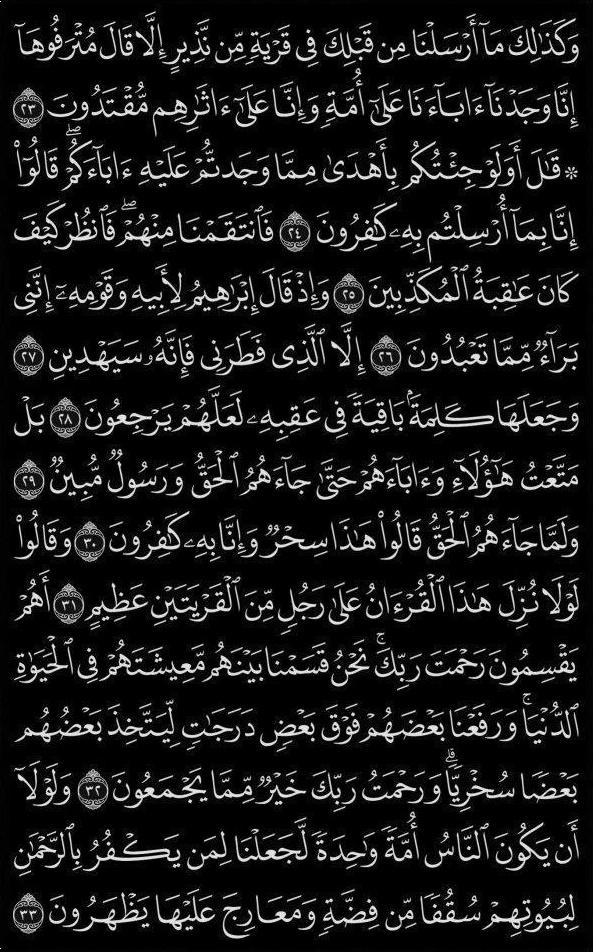 وَكَذَٰلِكَ مَآ أَرۡسَلۡنَا مِن قَبۡلِكَ فِي قَرۡيَةٖ مِّن نَّذِيرٍ إِلَّا قَالَ مُتۡرَفُوهَآ
إِنَّا وَجَدۡنَآ ءَابَآءَنَا عَلَىٰٓ أُمَّةٖ وَإِنَّا عَلَىٰٓ ءَاثَٰرِهِم مُّقۡتَدُونَ ٢٣
۞ قَٰلَ أَوَلَوۡ جِئۡتُكُم بِأَهۡدَىٰ مِمَّا وَجَدتُّمۡ عَلَيۡهِ ءَابَآءَكُمۡۖ قَالُوٓاْ
إِنَّا بِمَآ أُرۡسِلۡتُم بِهِۦ كَٰفِرُونَ ٢٤ فَٱنتَقَمۡنَا مِنۡهُمۡۖ فَٱنظُرۡ كَيۡفَ
كَانَ عَٰقِبَةُ ٱلۡمُكَذِّبِينَ ٢٥ وَإِذۡ قَالَ إِبۡرَٰهِيمُ لِأَبِيهِ وَقَوۡمِهِۦٓ إِنَّنِي
بَرَآءٞ مِّمَّا تَعۡبُدُونَ ٢٦ إِلَّا ٱلَّذِي فَطَرَنِي فَإِنَّهُۥ سَيَهۡدِينِ ٢٧
وَجَعَلَهَا كَلِمَةَۢ بَاقِيَةٗ فِي عَقِبِهِۦ لَعَلَّهُمۡ يَرۡجِعُونَ ٢٨ بَلۡ
مَتَّعۡتُ هَٰٓؤُلَآءِ وَءَابَآءَهُمۡ حَتَّىٰ جَآءَهُمُ ٱلۡحَقُّ وَرَسُولٞ مُّبِينٞ ٢٩
وَلَمَّا جَآءَهُمُ ٱلۡحَقُّ قَالُواْ هَٰذَا سِحۡرٞ وَإِنَّا بِهِۦ كَٰفِرُونَ ٣٠ وَقَالُواْ
لَوۡلَا نُزِّلَ هَٰذَا ٱلۡقُرۡءَانُ عَلَىٰ رَجُلٖ مِّنَ ٱلۡقَرۡيَتَيۡنِ عَظِيمٍ ٣١ أَهُمۡ
يَقۡسِمُونَ رَحۡمَتَ رَبِّكَۚ نَحۡنُ قَسَمۡنَا بَيۡنَهُم مَّعِيشَتَهُمۡ فِي ٱلۡحَيَوٰةِ
ٱلدُّنۡيَاۚ وَرَفَعۡنَا بَعۡضَهُمۡ فَوۡقَ بَعۡضٖ دَرَجَٰتٖ لِّيَتَّخِذَ بَعۡضُهُم
بَعۡضٗا سُخۡرِيّٗاۗ وَرَحۡمَتُ رَبِّكَ خَيۡرٞ مِّمَّا يَجۡمَعُونَ ٣٢ وَلَوۡلَآ
أَن يَكُونَ ٱلنَّاسُ أُمَّةٗ وَٰحِدَةٗ لَّجَعَلۡنَا لِمَن يَكۡفُرُ بِٱلرَّحۡمَٰنِ
لِبُيُوتِهِمۡ سُقُفٗا مِّن فِضَّةٖ وَمَعَارِجَ عَلَيۡهَا يَظۡهَرُونَ ٣٣